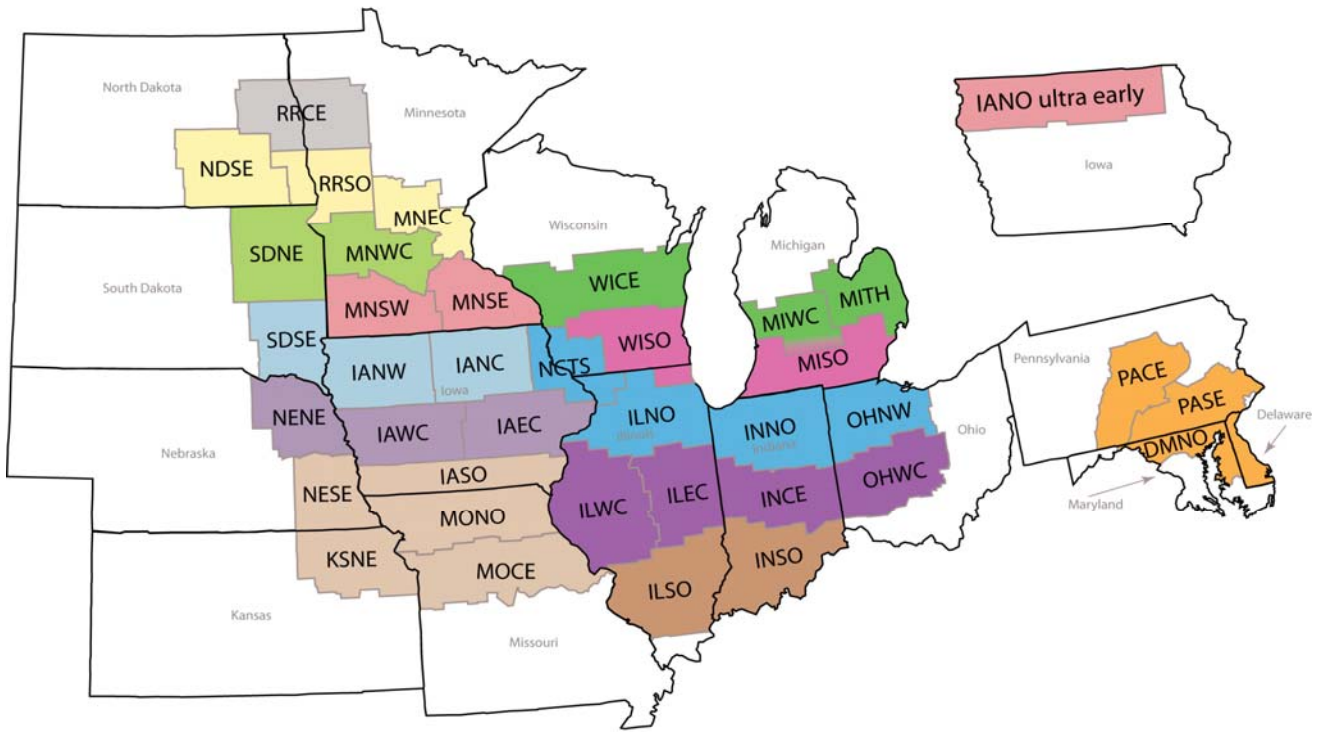 North Dakota
RRCE
Minnesota
IANO ultra early
Iowa
NDSE
RRSO
MNEC
Wisconsin
Michigan
SDNE
MNWC
South Dakota
WICE
MITH
MNSW
MNSE
MIWC
SDSE
WISO
MISO
Pennsylvania
IANW
IANC
NCTS
PACE
Iowa
NENE
IAWC
IAEC
ILNO
Illinois
INNO
Indiana
OHNW
Ohio
PASE
Delaware
DMNO
Nebraska
IASO
NESE
MONO
ILWC
ILEC
INCE
OHWC
Maryland
KSNE
MOCE
INSO
ILSO
Kansas
Missouri